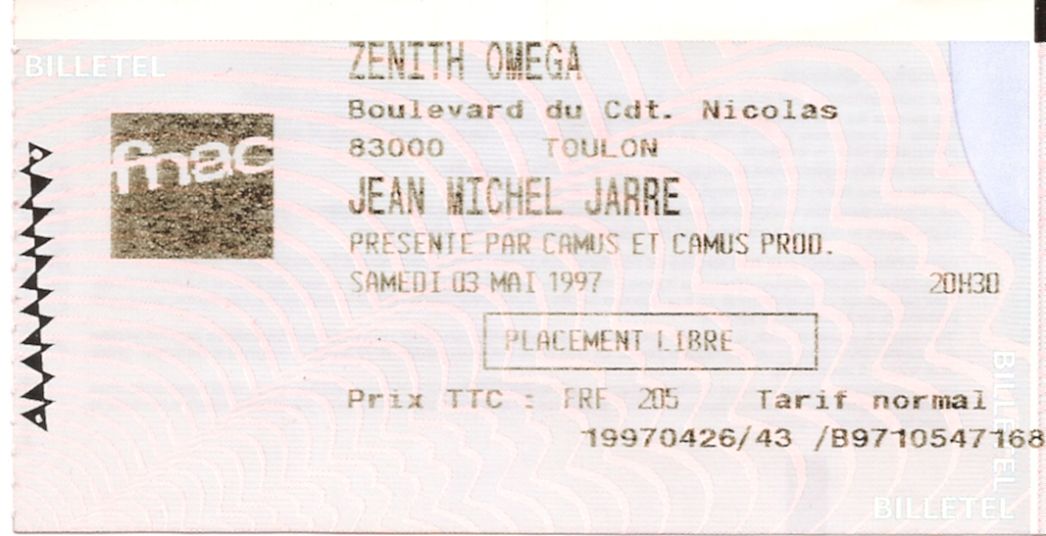 BILLETEL
ZENITH OMEGA
Boulevard du Cdt. Nicolas
83000 TOULON
fnac
JEAN MICHEL JARRE
PRESENTE PAR CAMUS ET CAMUS PROD.
SAMEDI 03 MAI 1997 20H30
PLACEMENT LIBRE
Prix TTC : FRF 205 Tarif normal
19970426/43 /B9710547168
BILLETEL
BILLETEL